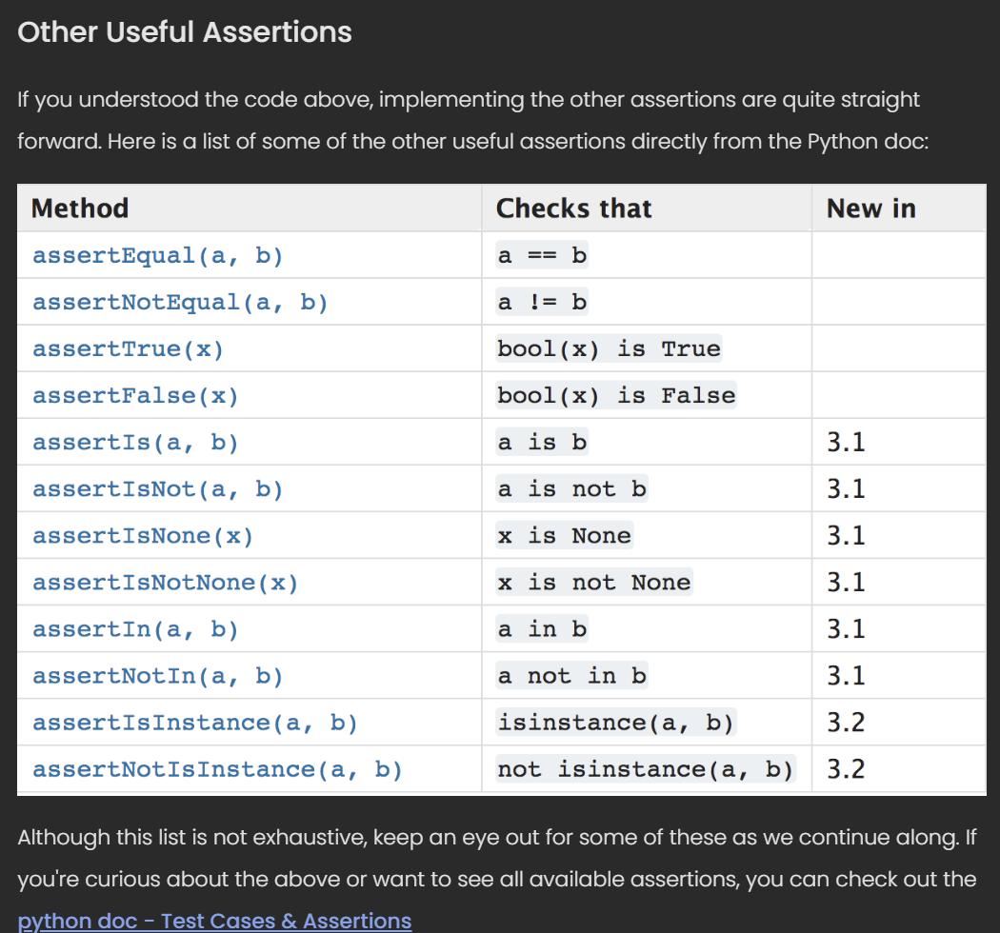 Other Useful Assertions
If you understood the code above, implementing the other assertions are quite straight
forward. Here is a list of some of the other useful assertions directly from the Python doc:
Method Checks that New in
assertEqual(a, b) a == b
assertNotEqual(a, b) a != b
assertTrue(x) bool(x) is True
assertFalse(x) bool(x) is False
assertIs(a, b) a is b 3.1
assertIsNot(a, b) a is not b 3.1
assertIsNone(x) x is None 3.1
assertIsNotNone(x) x is not None 3.1
assertIn(a, b) a in b 3.1
assertNotIn(a, b) a not in b 3.1
assertIsInstance(a, b) isinstance(a, b) 3.2
assertNotIsInstance(a, b) not isinstance(a, b) 3.2
Although this list is not exhaustive, keep an eye out for some of these as we continue along. If
you're curious about the above or want to see all available assertions, you can check out the
python doc - Test Cases & Assertions